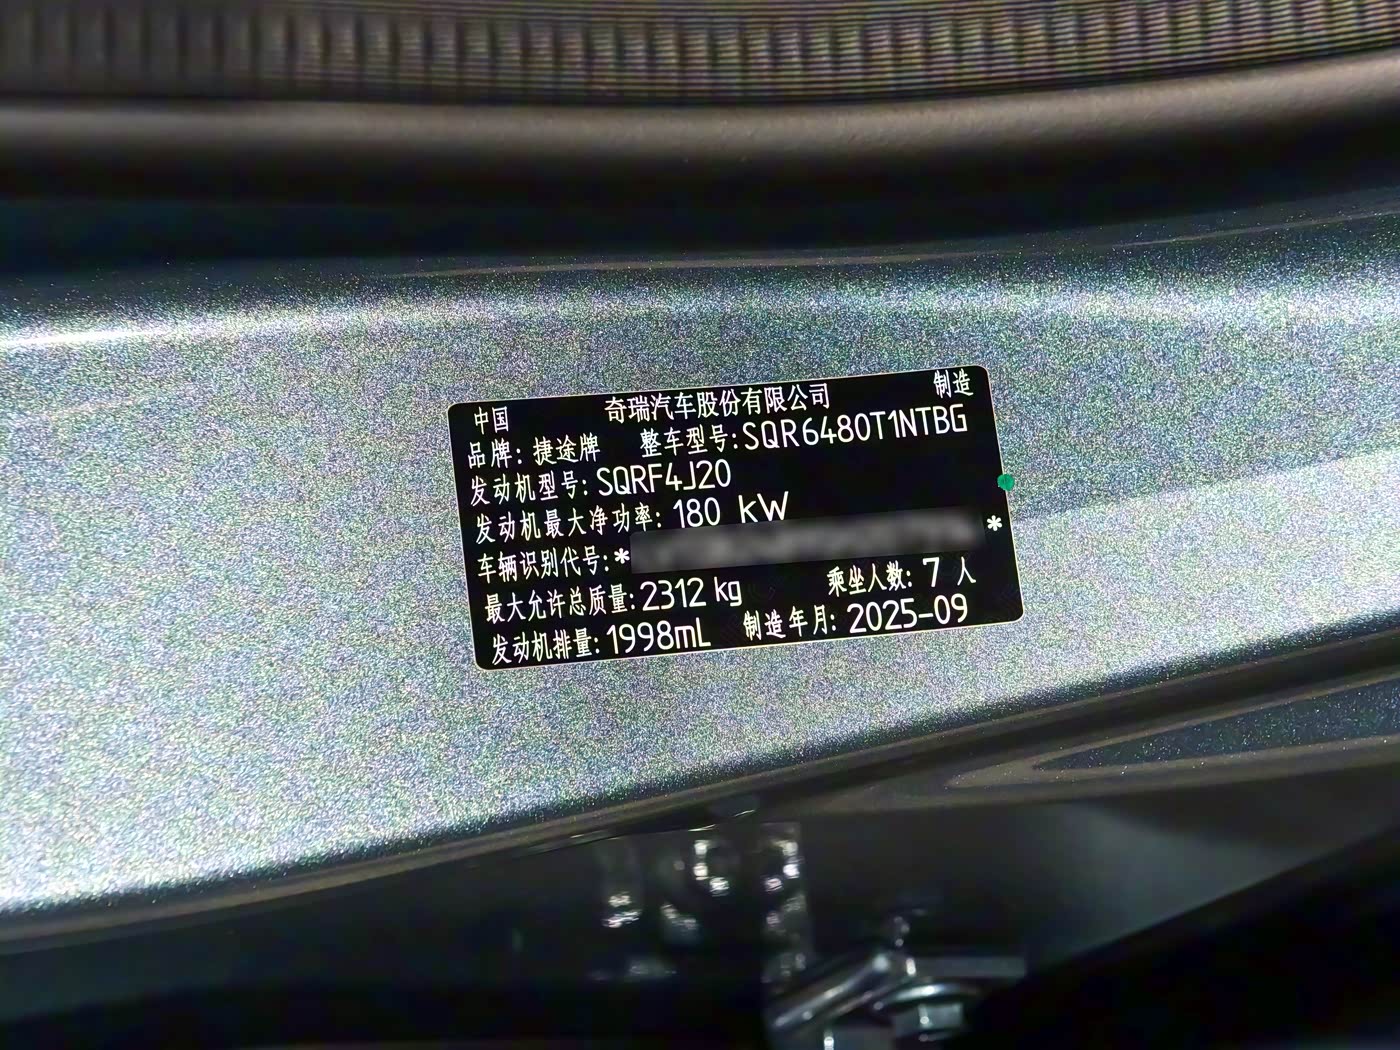 中国 奇瑞汽车股份有限公司 制造
品牌: 捷途牌 整车型号:SQR6480T1NTBG
发动机型号: SQRF4J20
发动机最大净功率: 180 kW
车辆识别代号:* *
最大允许总质量: 2312 kg 乘坐人数: 7 人
发动机排量: 1998mL 制造年月: 2025-09